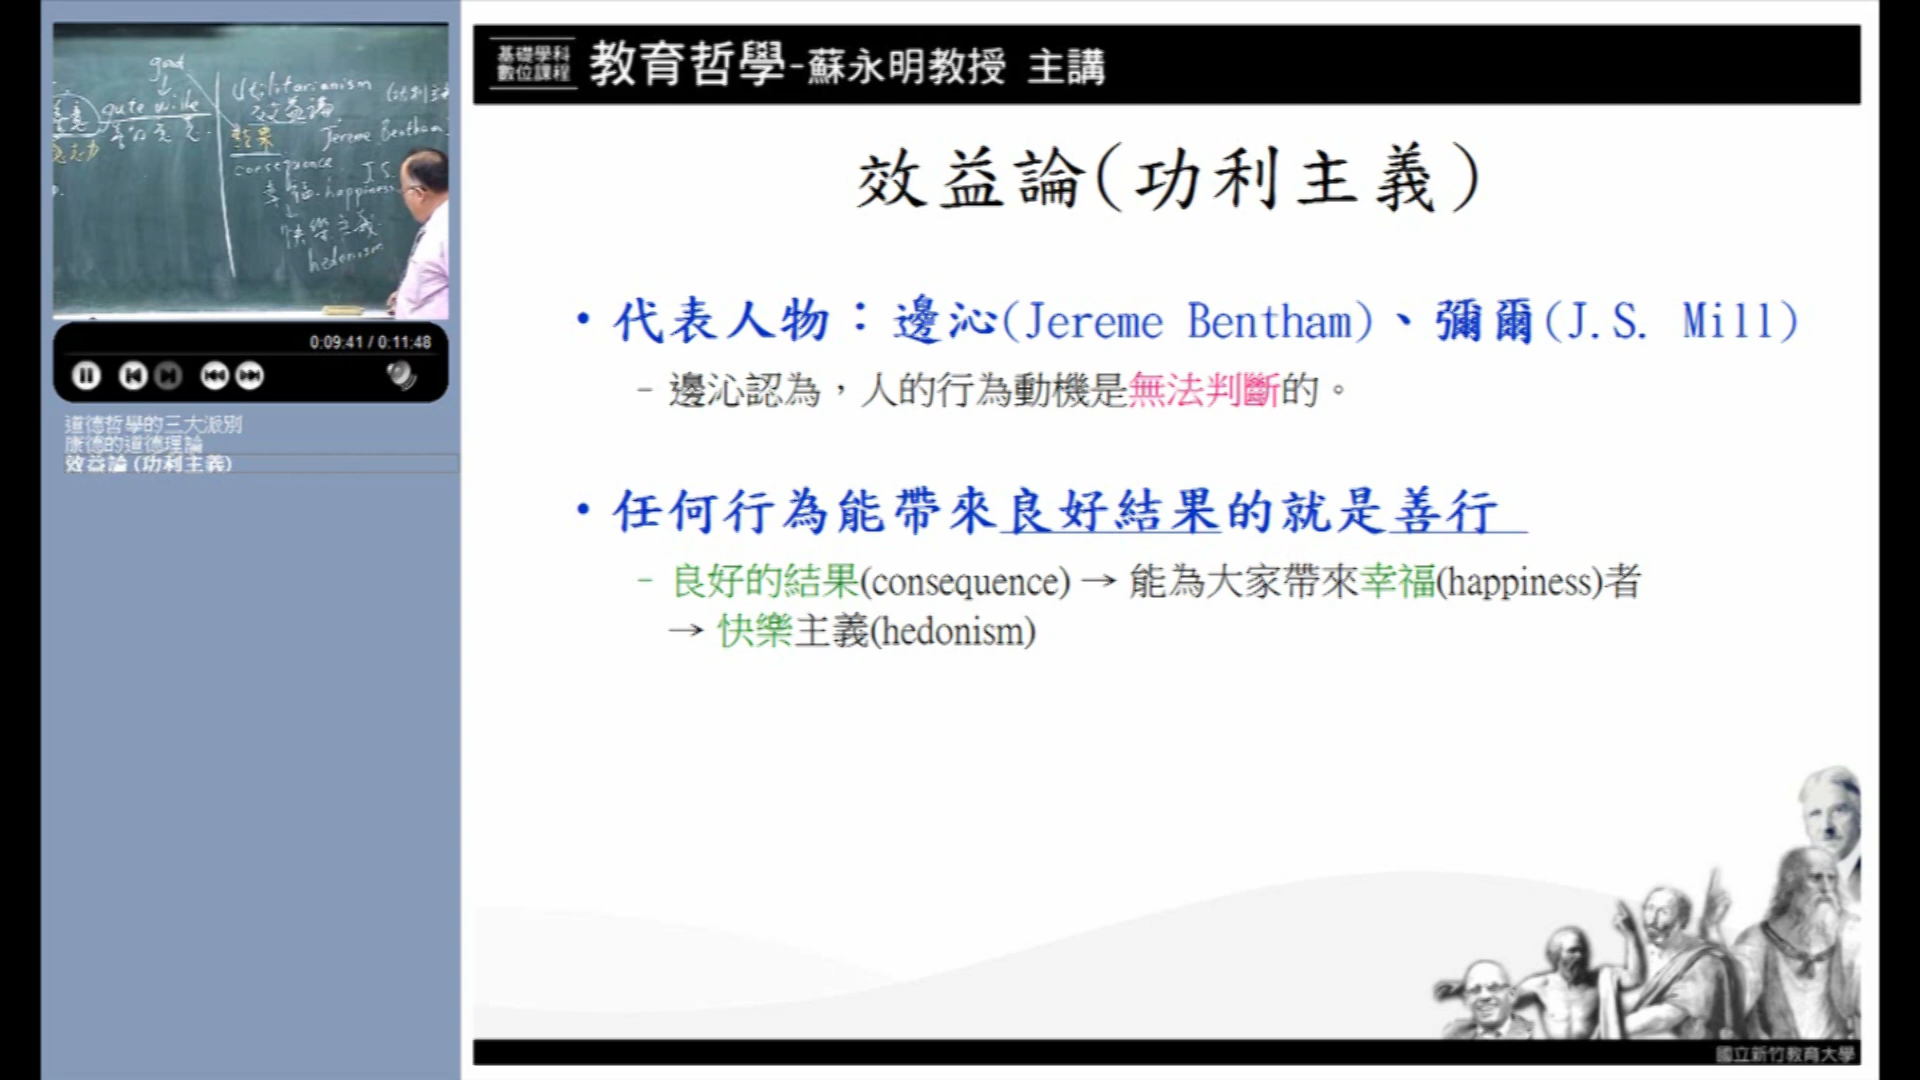 good
Utilitarianism
gute wille
效益論
善的意志
結果
Jereme Bentham
consequence
J.S.
幸福.happiness
快樂主義
hedonism
0:09:41 / 0:11:48
道德哲學的三大派別
康德的道德理論
效益論 (功利主義)
基礎學科
數位課程
教育哲學-蘇永明教授 主講
效益論(功利主義)
• 代表人物：邊沁(Jereme Bentham)、彌爾(J.S. Mill)
– 邊沁認為，人的行為動機是無法判斷的。
• 任何行為能帶來良好結果的就是善行
– 良好的結果(consequence) → 能為大家帶來幸福(happiness)者
→ 快樂主義(hedonism)
國立新竹教育大學